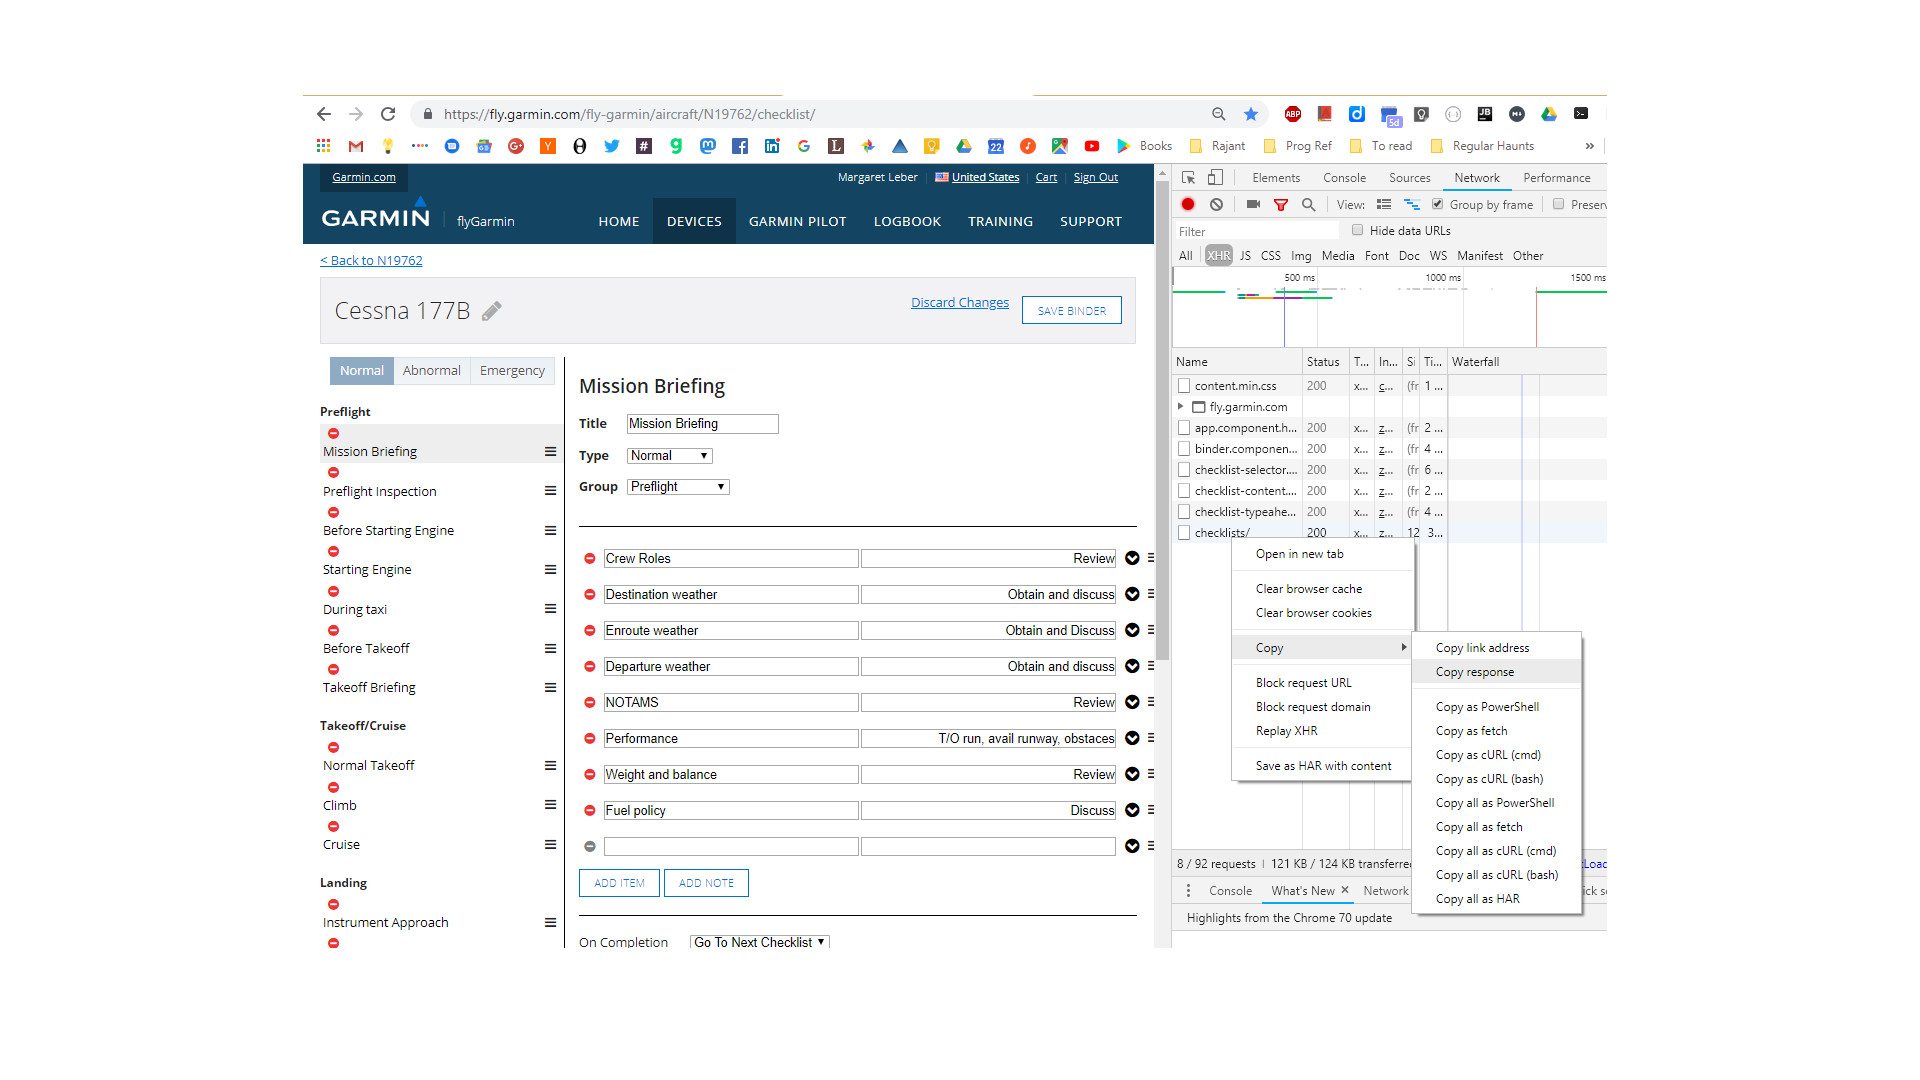 https://fly.garmin.com/fly-garmin/aircraft/N19762/checklist/
ABP
5d
JB
Books Rajant Prog Ref To read Regular Haunts »
Garmin.com Margaret Leber United States Cart Sign Out
GARMIN flyGarmin HOME DEVICES GARMIN PILOT LOGBOOK TRAINING SUPPORT
< Back to N19762
Cessna 177B Discard Changes SAVE BINDER
Normal Abnormal Emergency
Preflight
Mission Briefing
Preflight Inspection
Before Starting Engine
Starting Engine
During taxi
Before Takeoff
Takeoff Briefing
Takeoff/Cruise
Normal Takeoff
Climb
Cruise
Landing
Instrument Approach
Mission Briefing
Title Mission Briefing
Type Normal
Group Preflight
Crew Roles Review
Destination weather Obtain and discuss
Enroute weather Obtain and Discuss
Departure weather Obtain and discuss
NOTAMS Review
Performance T/O run, avail runway, obstaces
Weight and balance Review
Fuel policy Discuss
ADD ITEM ADD NOTE
On Completion Go To Next Checklist
Elements Console Sources Network Performance
View: Group by frame Preserv
Filter Hide data URLs
All XHR JS CSS Img Media Font Doc WS Manifest Other
500 ms 1000 ms 1500 ms
Name Status T... In... Si Ti... Waterfall
content.min.css 200 x... c... (fr 1 ...
fly.garmin.com
app.component.h... 200 x... z... (fr 2 ...
binder.componen... 200 x... z... (fr 4 ...
checklist-selector.... 200 x... z... (fr 6 ...
checklist-content.... 200 x... z... (fr 2 ...
checklist-typeahe... 200 x... z... (fr 4 ...
checklists/ 200 x... z... 12 3...
Open in new tab
Clear browser cache
Clear browser cookies
Copy
Block request URL
Block request domain
Replay XHR
Save as HAR with content
Copy link address
Copy response
Copy as PowerShell
Copy as fetch
Copy as cURL (cmd)
Copy as cURL (bash)
Copy all as PowerShell
Copy all as fetch
Copy all as cURL (cmd)
Copy all as cURL (bash)
Copy all as HAR
8 / 92 requests | 121 KB / 124 KB transferre
Load
Console What's New × Network
ick s
Highlights from the Chrome 70 update